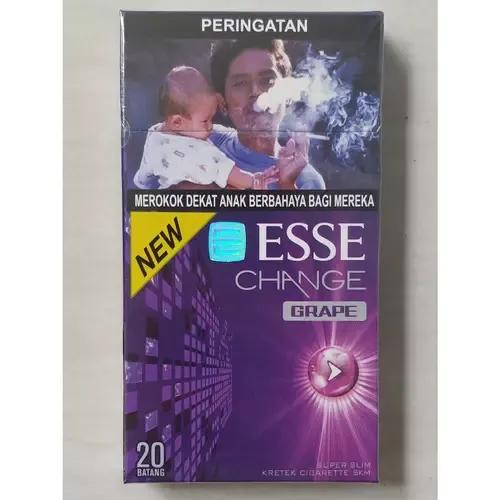 PERINGATAN
MEROKOK DEKAT ANAK BERBAHAYA BAGI MEREKA
NEW
ESSE
CHANGE
GRAPE
20
BATANG
SUPER SLIM
KRETEK CIGARETTE SKM